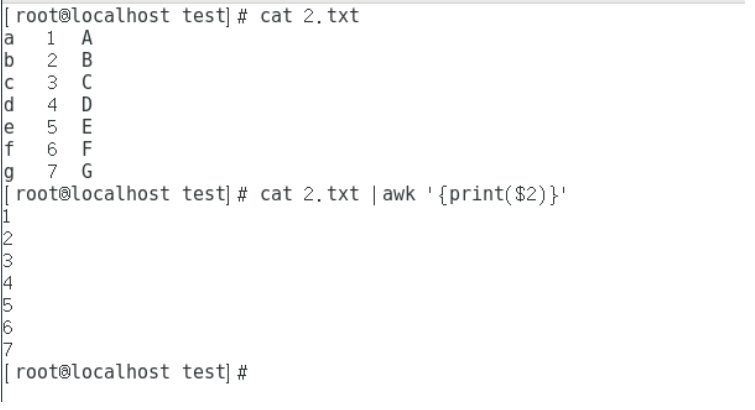 [root@localhost test]# cat 2.txt
a   1  A
b   2  B
c   3  C
d   4  D
e   5  E
f   6  F
g   7  G
[root@localhost test]# cat 2.txt |awk '{print($2)}'
1
2
3
4
5
6
7
[root@localhost test]#